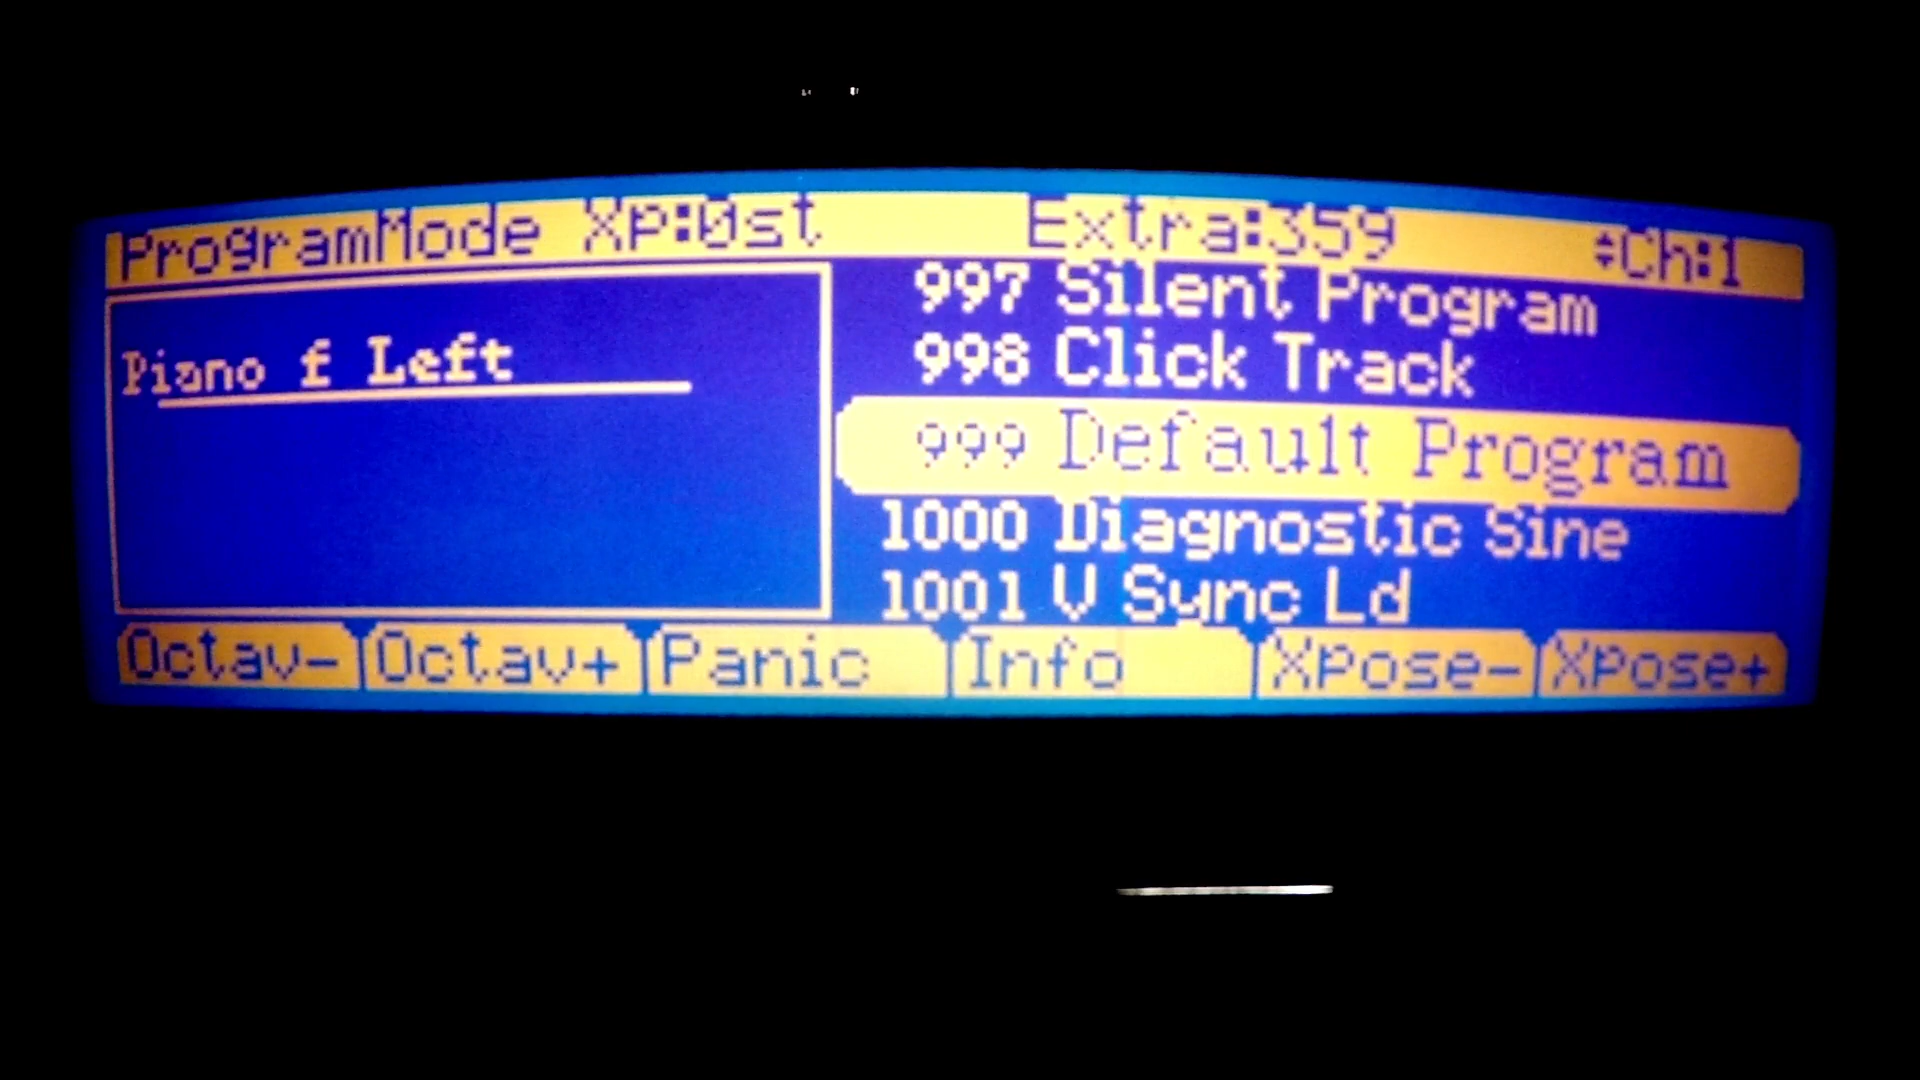 ProgramMode Xp:0st Extra:359 Ch:1
Piano f Left
997 Silent Program
998 Click Track
999 Default Program
1000 Diagnostic Sine
1001 V Sync Ld
Octav- Octav+ Panic Info Xpose- Xpose+